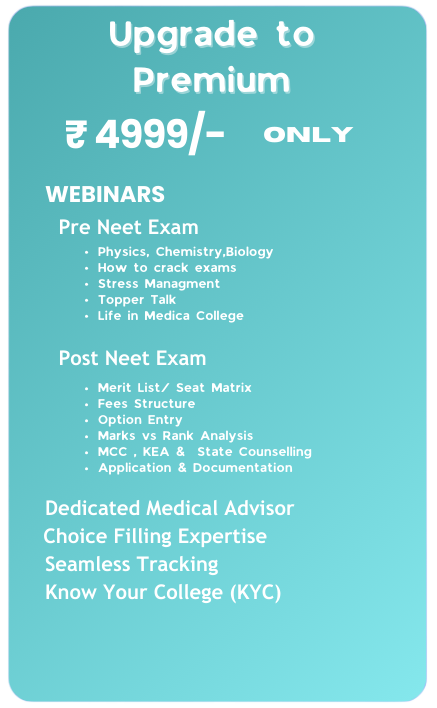 Upgrade to
Premium
₹ 4999/- ONLY
WEBINARS
Pre Neet Exam
• Physics, Chemistry,Biology
• How to crack exams
• Stress Managment
• Topper Talk
• Life in Medica College
Post Neet Exam
• Merit List/ Seat Matrix
• Fees Structure
• Option Entry
• Marks vs Rank Analysis
• MCC , KEA & State Counselling
• Application & Documentation
Dedicated Medical Advisor
Choice Filling Expertise
Seamless Tracking
Know Your College (KYC)